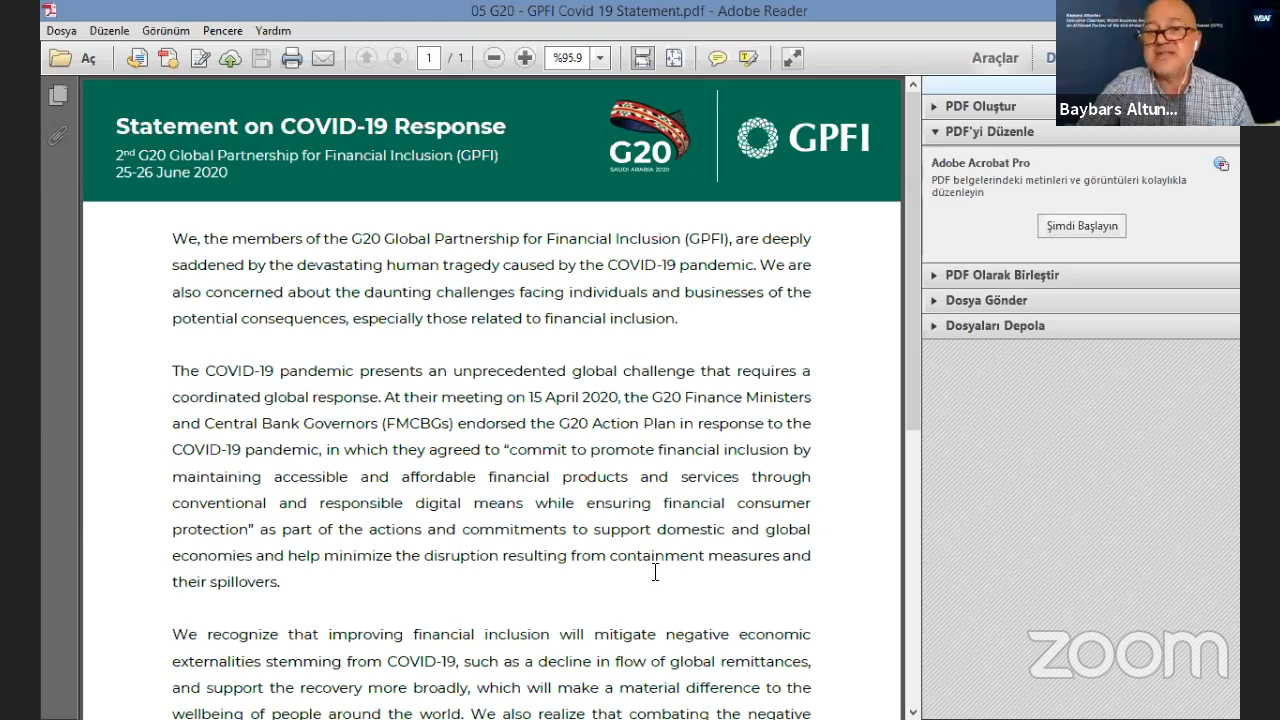 05 G20 - GPFI Covid 19 Statement.pdf - Adobe Reader
Dosya Düzenle Görünüm Pencere Yardım
Aç
1 / 1
%95.9
Araçlar
D
Baybars Altun...
WBAF
Statement on COVID-19 Response
2nd G20 Global Partnership for Financial Inclusion (GPFI)
25-26 June 2020
G20
SAUDI ARABIA 2020
GPFI
We, the members of the G20 Global Partnership for Financial Inclusion (GPFI), are deeply
saddened by the devastating human tragedy caused by the COVID-19 pandemic. We are
also concerned about the daunting challenges facing individuals and businesses of the
potential consequences, especially those related to financial inclusion.
The COVID-19 pandemic presents an unprecedented global challenge that requires a
coordinated global response. At their meeting on 15 April 2020, the G20 Finance Ministers
and Central Bank Governors (FMCBGs) endorsed the G20 Action Plan in response to the
COVID-19 pandemic, in which they agreed to “commit to promote financial inclusion by
maintaining accessible and affordable financial products and services through
conventional and responsible digital means while ensuring financial consumer
protection” as part of the actions and commitments to support domestic and global
economies and help minimize the disruption resulting from containment measures and
their spillovers.
We recognize that improving financial inclusion will mitigate negative economic
externalities stemming from COVID-19, such as a decline in flow of global remittances,
and support the recovery more broadly, which will make a material difference to the
wellbeing of people around the world. We also realize that combating the negative
PDF Oluştur
PDF'yi Düzenle
Adobe Acrobat Pro
PDF belgelerindeki metinleri ve görüntüleri kolaylıkla
düzenleyin
Şimdi Başlayın
PDF Olarak Birleştir
Dosya Gönder
Dosyaları Depola
zoom